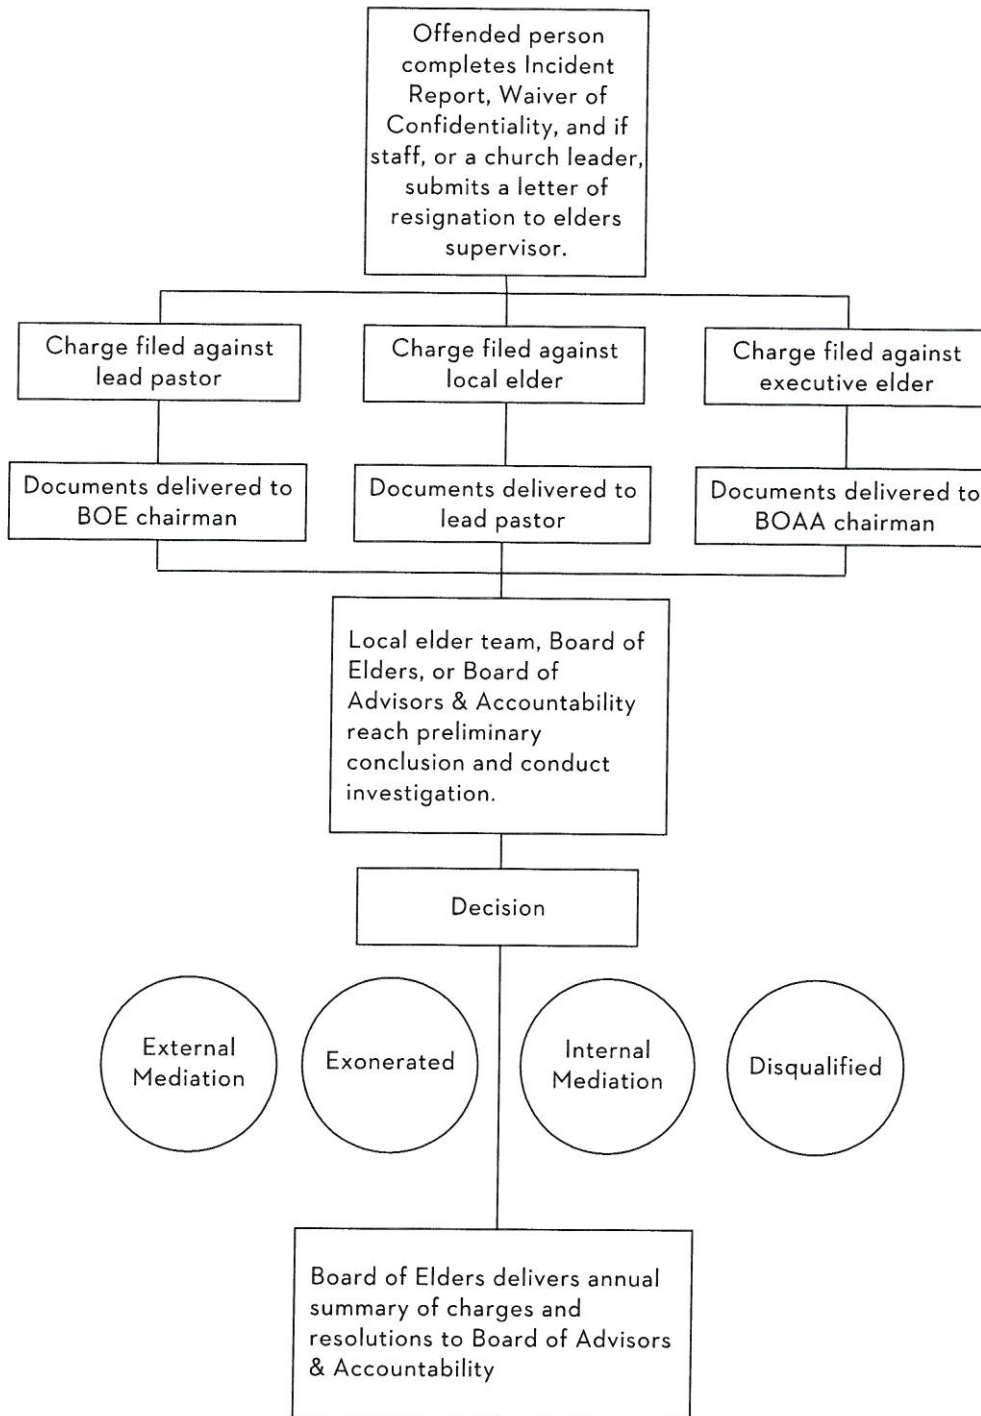 Offended person
completes Incident
Report, Waiver of
Confidentiality, and if
staff, or a church leader,
submits a letter of
resignation to elders
supervisor.
Charge filed against
lead pastor
Charge filed against
local elder
Charge filed against
executive elder
Documents delivered to
BOE chairman
Documents delivered to
lead pastor
Documents delivered to
BOAA chairman
Local elder team, Board of
Elders, or Board of
Advisors & Accountability
reach preliminary
conclusion and conduct
investigation.
Decision
External
Mediation
Exonerated
Internal
Mediation
Disqualified
Board of Elders delivers annual
summary of charges and
resolutions to Board of Advisors
& Accountability